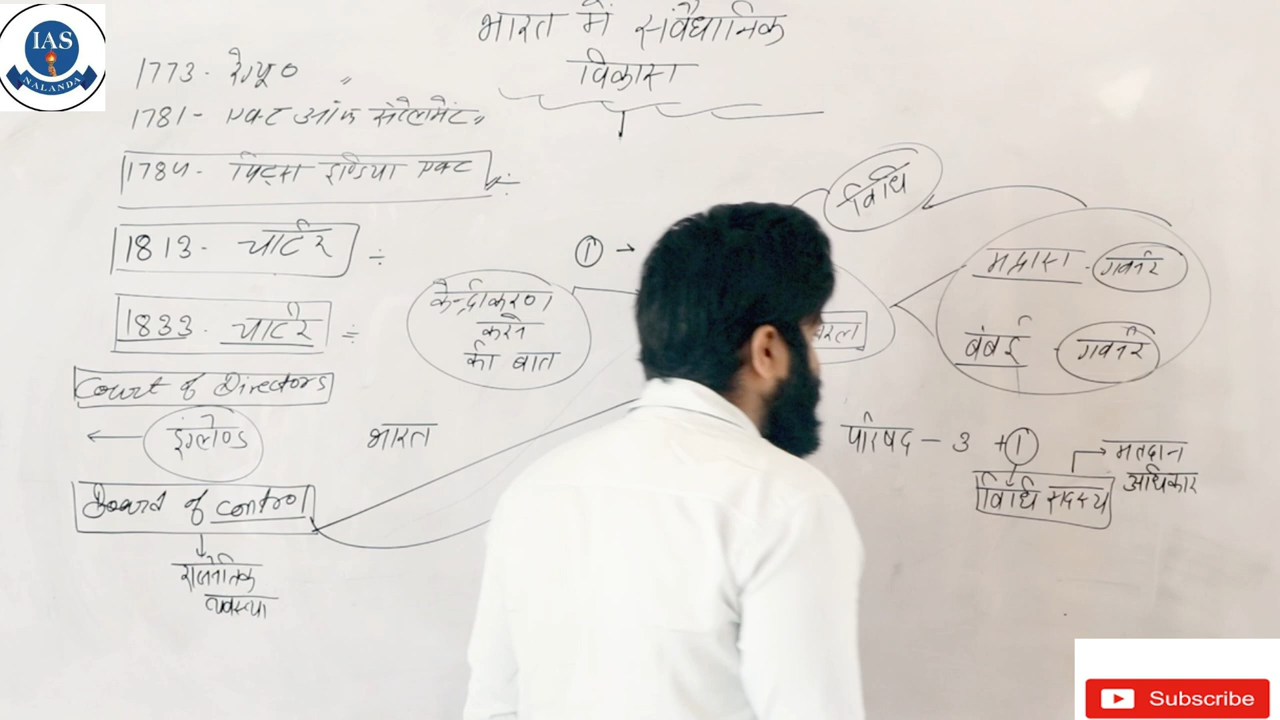 IAS
NALANDA
भारत में संवैधानिक
विकास
1773- रेग्यू० "
1781- एक्ट ऑफ सेटेलमेंट"
1784- पिट्स इण्डिया एक्ट ÷
1813- चार्टर ÷
1833- चार्टर ÷
Court of Directors
इंग्लैण्ड
भारत
Board of control
राजनैतिक
व्यवस्था
① →
केन्द्रीकरण
करने
की बात
विधि
मद्रास - गवर्नर
बंबई - गवर्नर
परिषद - 3 + ①
विधि सदस्य
मतदान
अधिकार
Subscribe